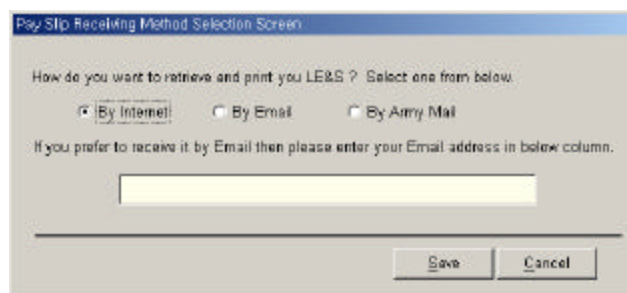 Pay Slip Receiving Method Selection Screen
How do you want to retrieve and print you LE&S ? Select one from below.
By Internet By Email By Army Mail
If you prefer to receive it by Email then please enter your Email address in below column.
Save Cancel